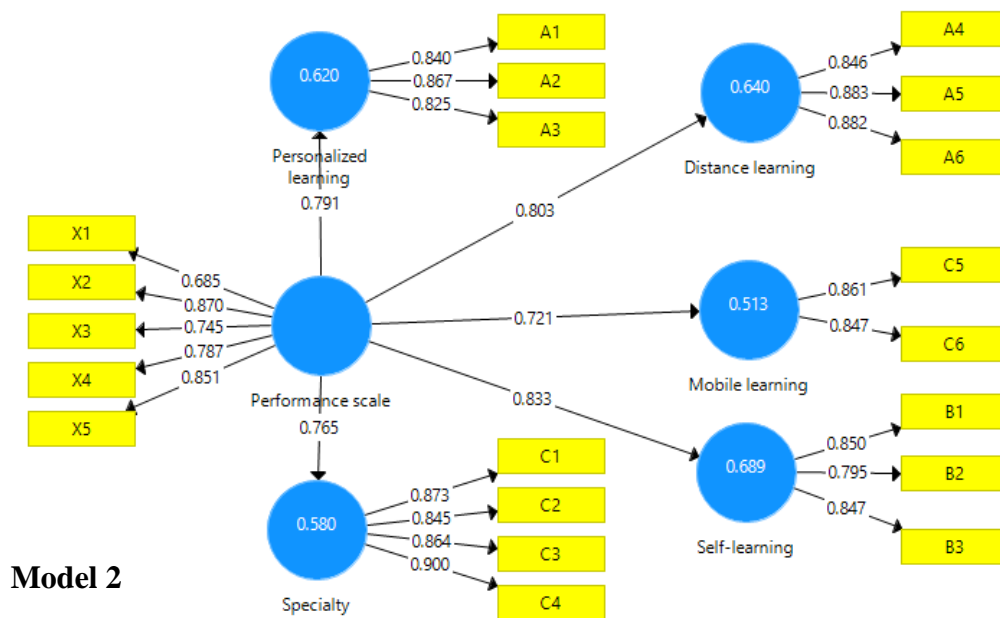 A1
0.840
0.620
0.867
A2
0.825
A3
Personalized
learning
0.791
A4
0.846
0.640
0.883
A5
0.882
A6
Distance learning
0.803
X1
X2
X3
X4
X5
0.685
0.870
0.745
0.787
0.851
Performance scale
0.721
C5
0.861
0.513
0.847
C6
Mobile learning
0.833
B1
0.850
0.689
0.795
B2
0.847
B3
Self-learning
0.765
C1
0.873
0.845
C2
0.580
0.864
C3
0.900
C4
Specialty
Model 2